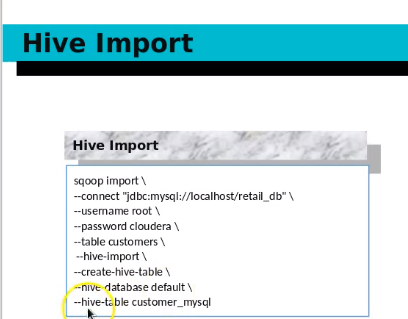 Hive Import
Hive Import
sqoop import \
--connect "jdbc:mysql://localhost/retail_db" \
--username root \
--password cloudera \
--table customers \
--hive-import \
--create-hive-table \
--hive-database default \
--hive-table customer_mysql